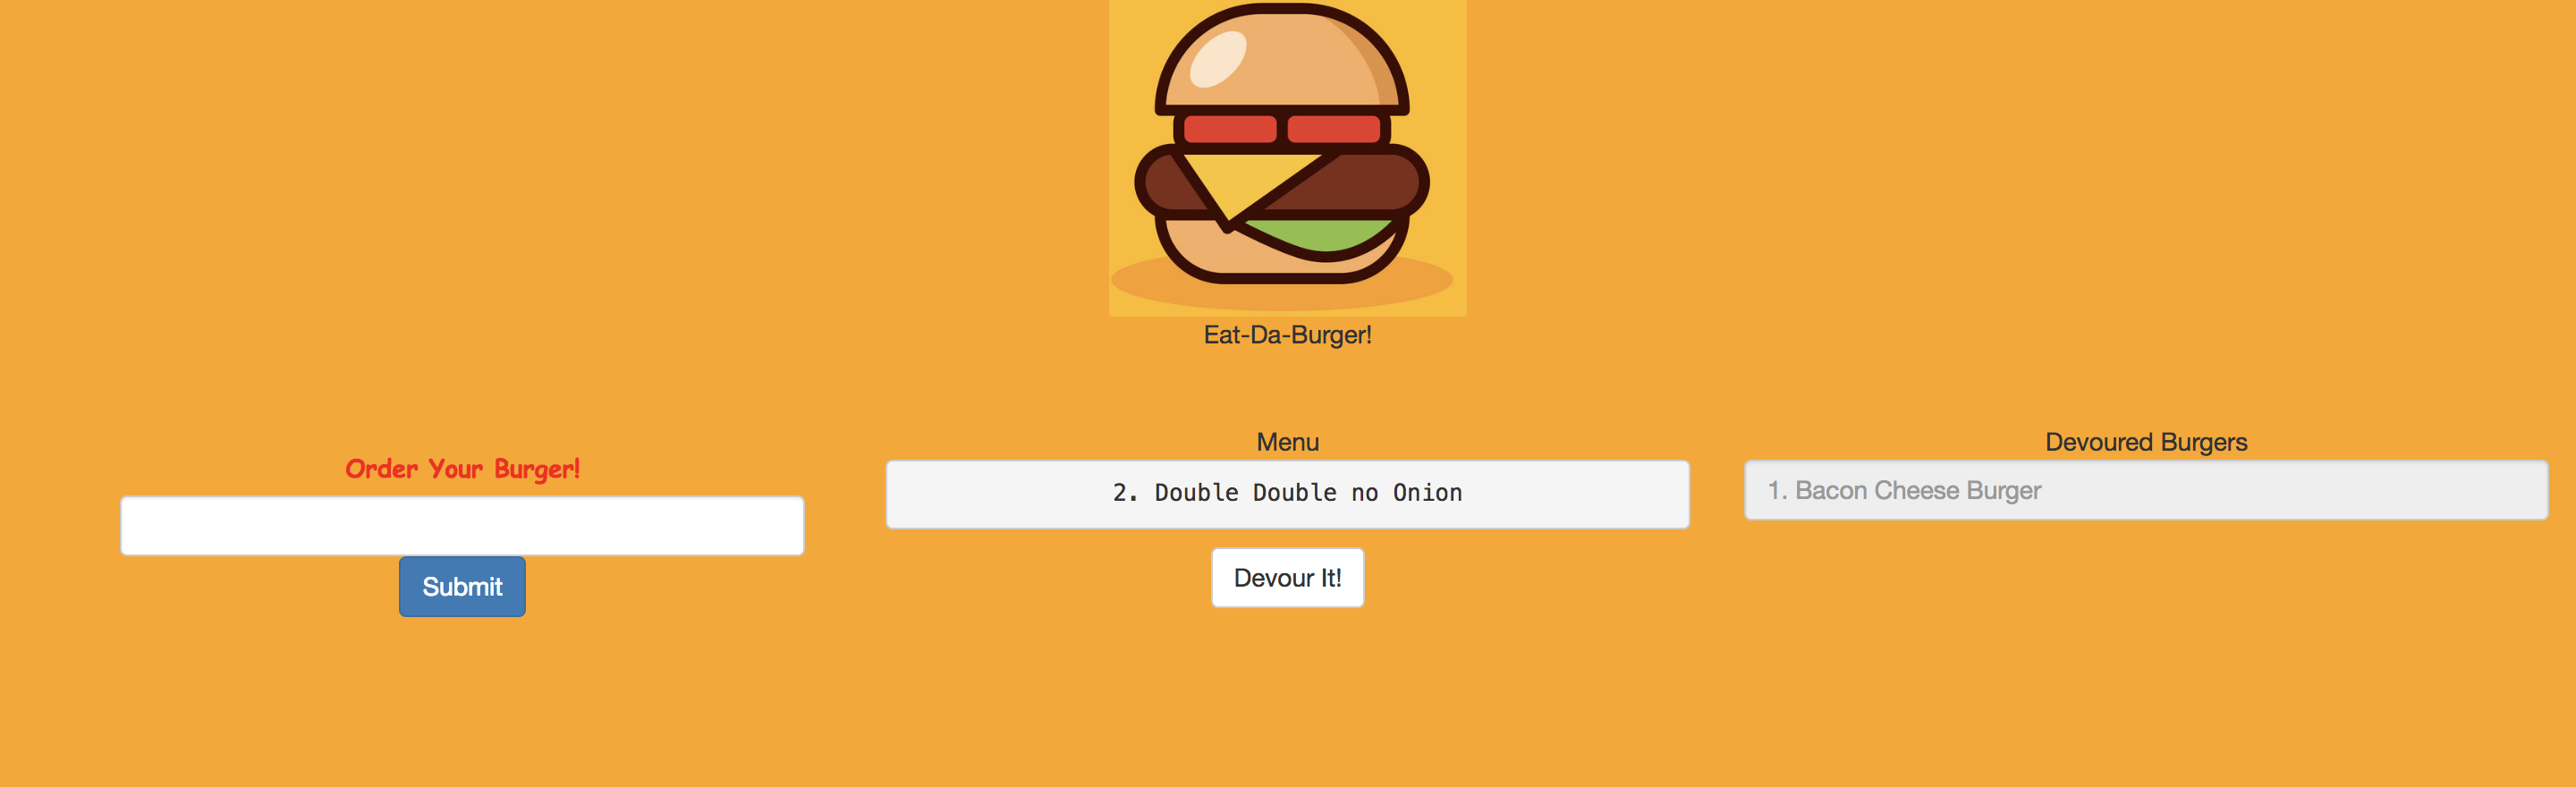 Eat-Da-Burger!
Order Your Burger!
Submit
Menu
2. Double Double no Onion
Devour It!
Devoured Burgers
1. Bacon Cheese Burger